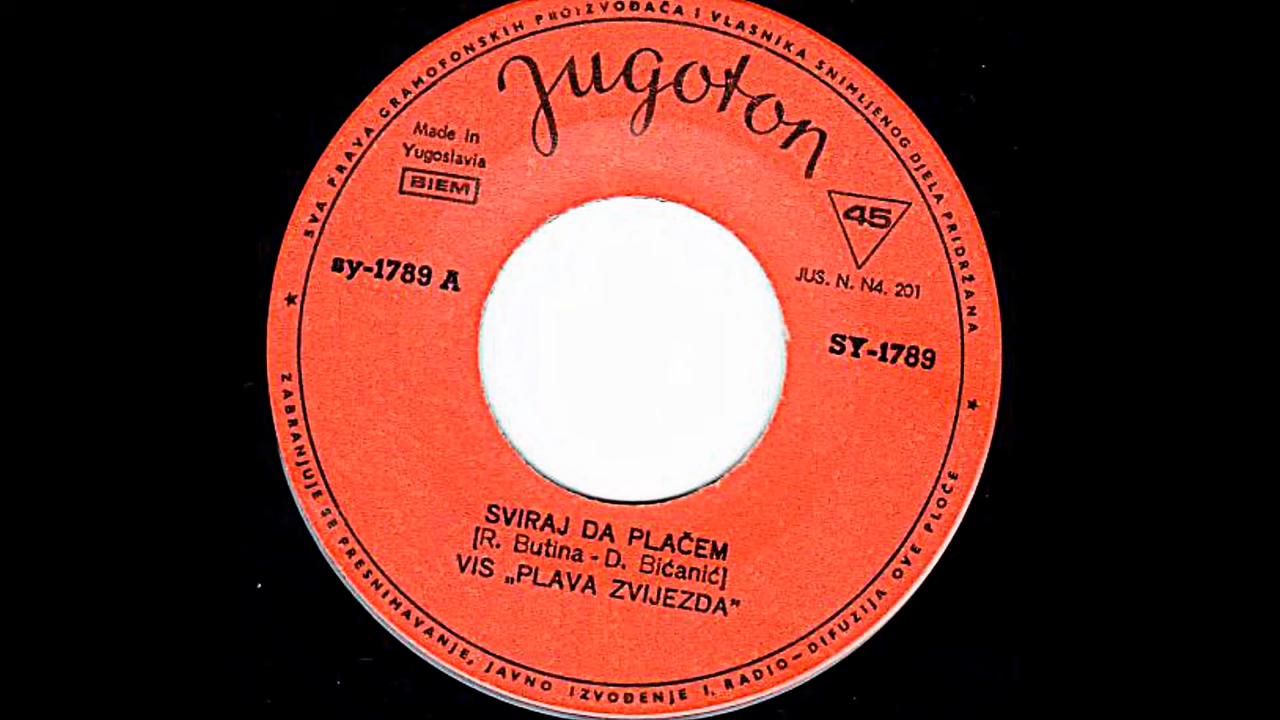 SVA PRAVA GRAMOFONSKIH PROIZVOĐAČA I VLASNIKA SNIMLJENOG DJELA PRIDRŽANA
Jugoton
Made in
Yugoslavia
BIEM
45
JUS. N. N4. 201
sy-1789 A
SY-1789
SVIRAJ DA PLAČEM
[R. Butina - D. Bićanić]
VIS „PLAVA ZVIJEZDA”
★ ZABRANJUJE SE PRESNIMAVANJE, JAVNO IZVOĐENJE I. RADIO-DIFUZIJA OVE PLOČE ★